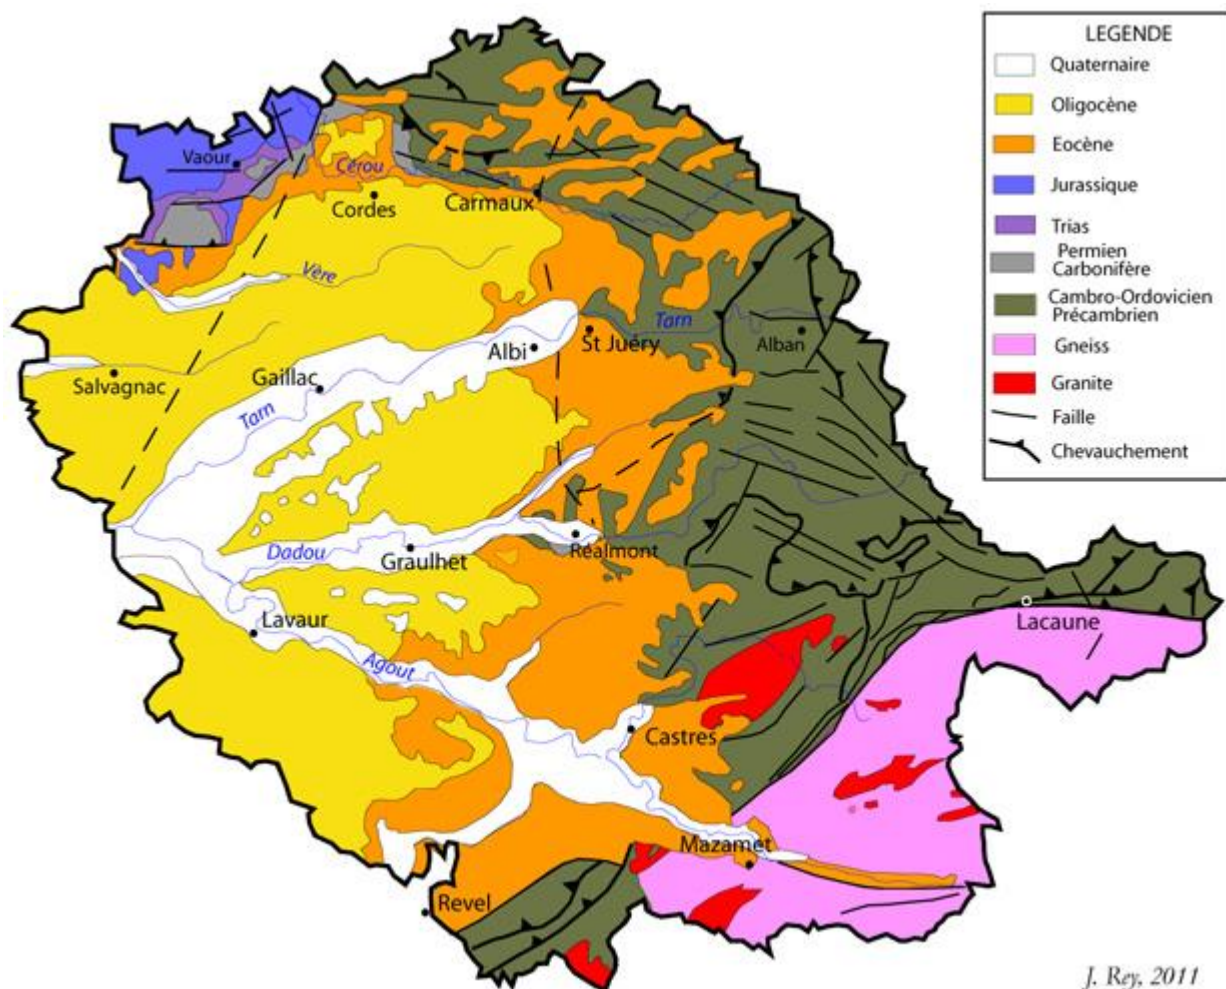 LEGENDE
Quaternaire
Oligocène
Eocène
Jurassique
Trias
Permien
Carbonifère
Cambro-Ordovicien
Précambrien
Gneiss
Granite
Faille
Chevauchement
Vaour
Cérou
Cordes
Carmaux
Vère
Tarn
St Juéry
Alban
Albi
Salvagnac
Gaillac
Tarn
Dadou
Graulhet
Réalmont
Lavaur
Lacaune
Agout
Castres
Mazamet
Revel
J. Rey, 2011